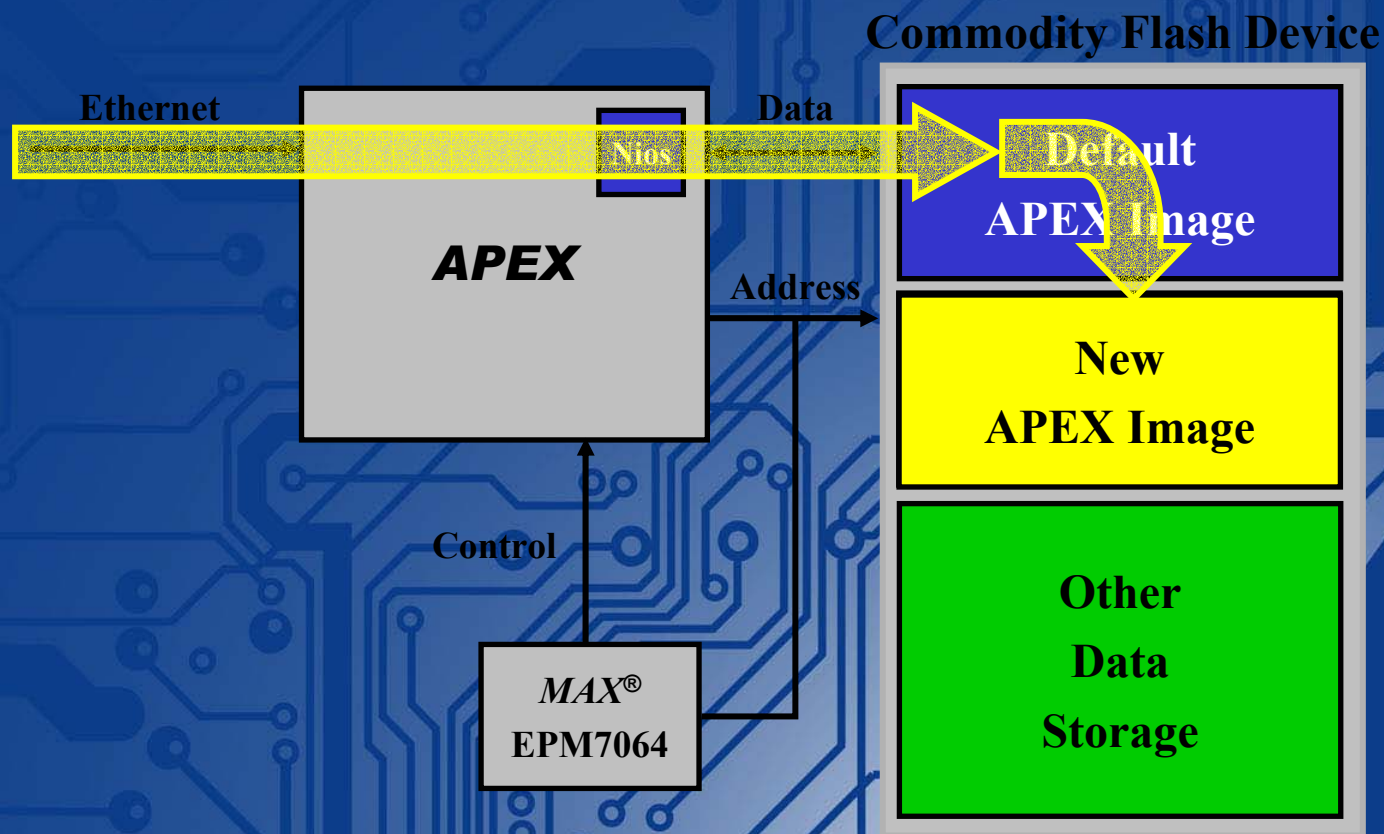 Commodity Flash Device
Ethernet
Data
Nios
Default
APEX Image
APEX
Address
New
APEX Image
Control
Other
Data
Storage
MAX®
EPM7064